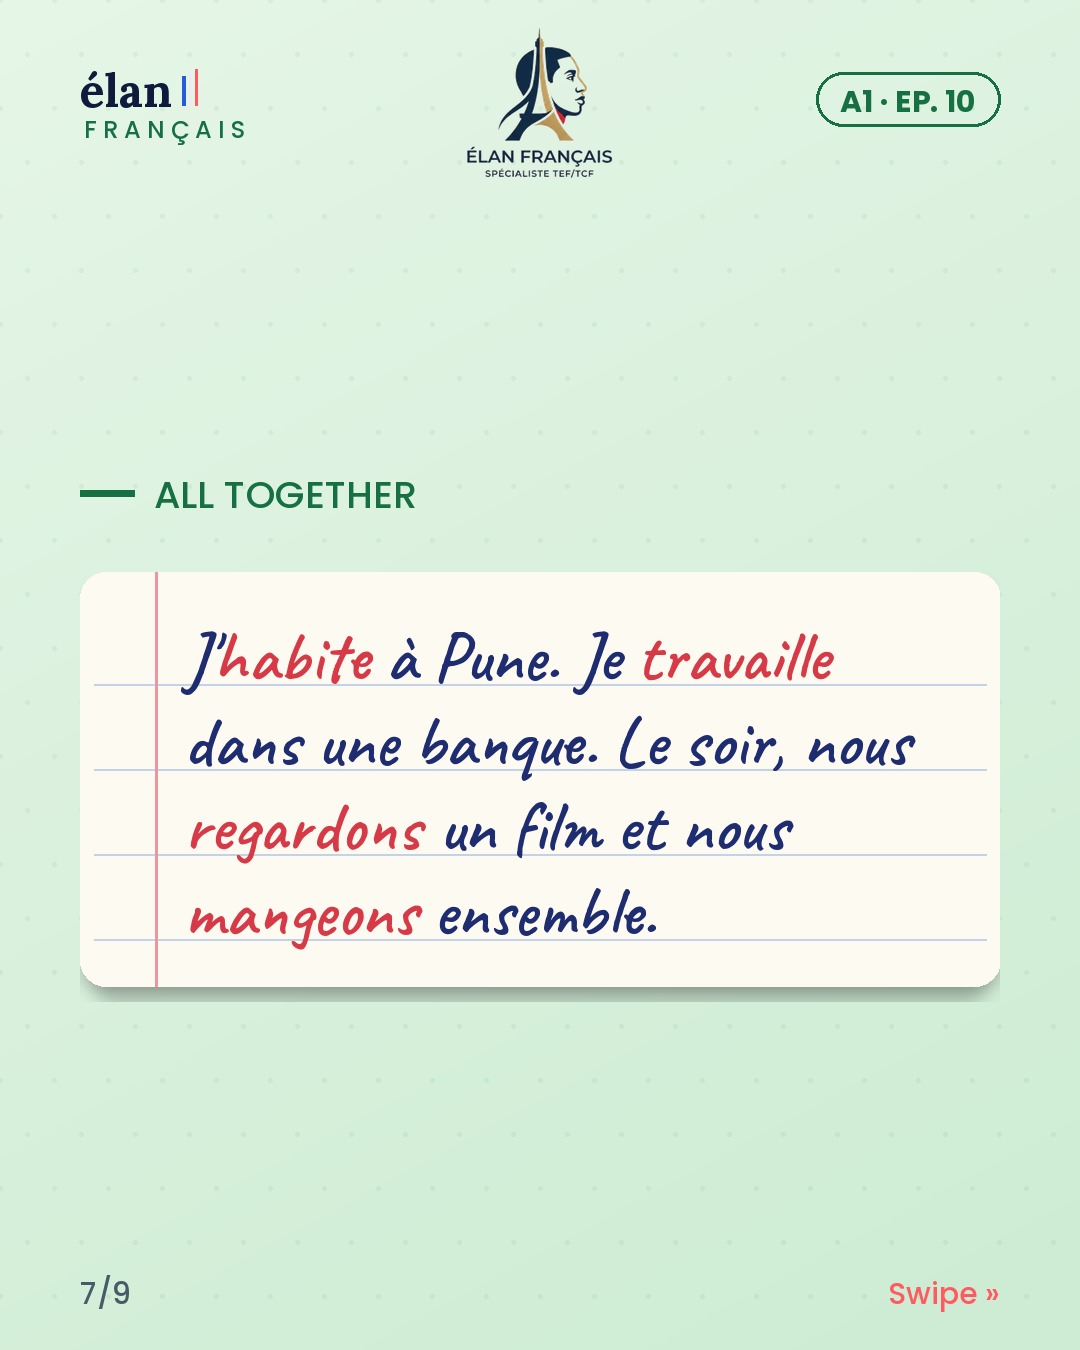 élan
FRANÇAIS
ÉLAN FRANÇAIS
SPÉCIALISTE TEF/TCF
A1 · EP. 10
ALL TOGETHER
J'habite à Pune. Je travaille
dans une banque. Le soir, nous
regardons un film et nous
mangeons ensemble.
7/9
Swipe »